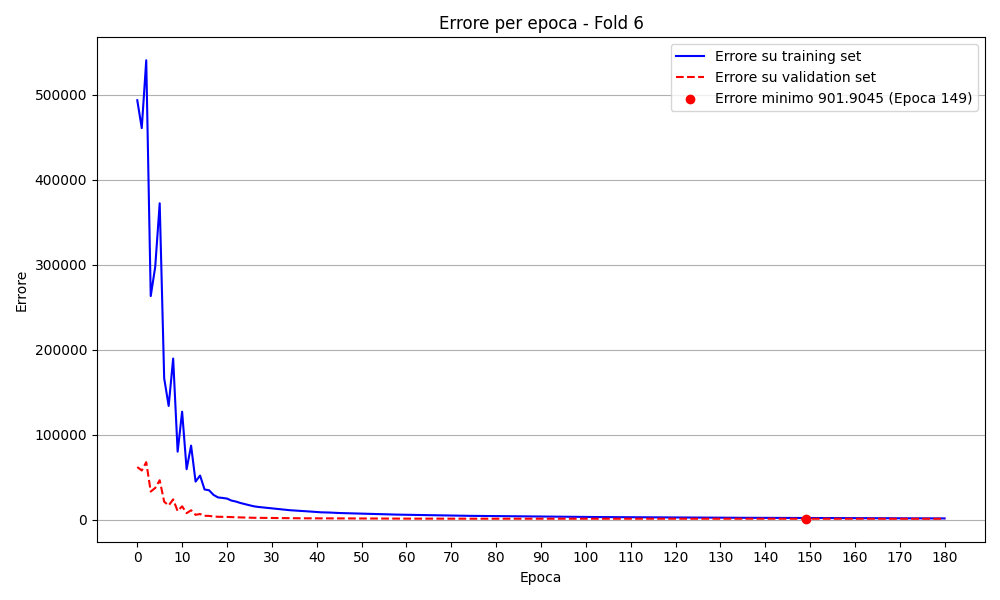 Errore per epoca - Fold 6
Errore su training set
Errore su validation set
Errore minimo 901.9045 (Epoca 149)
Errore
500000
400000
300000
200000
100000
0
0 10 20 30 40 50 60 70 80 90 100 110 120 130 140 150 160 170 180
Epoca